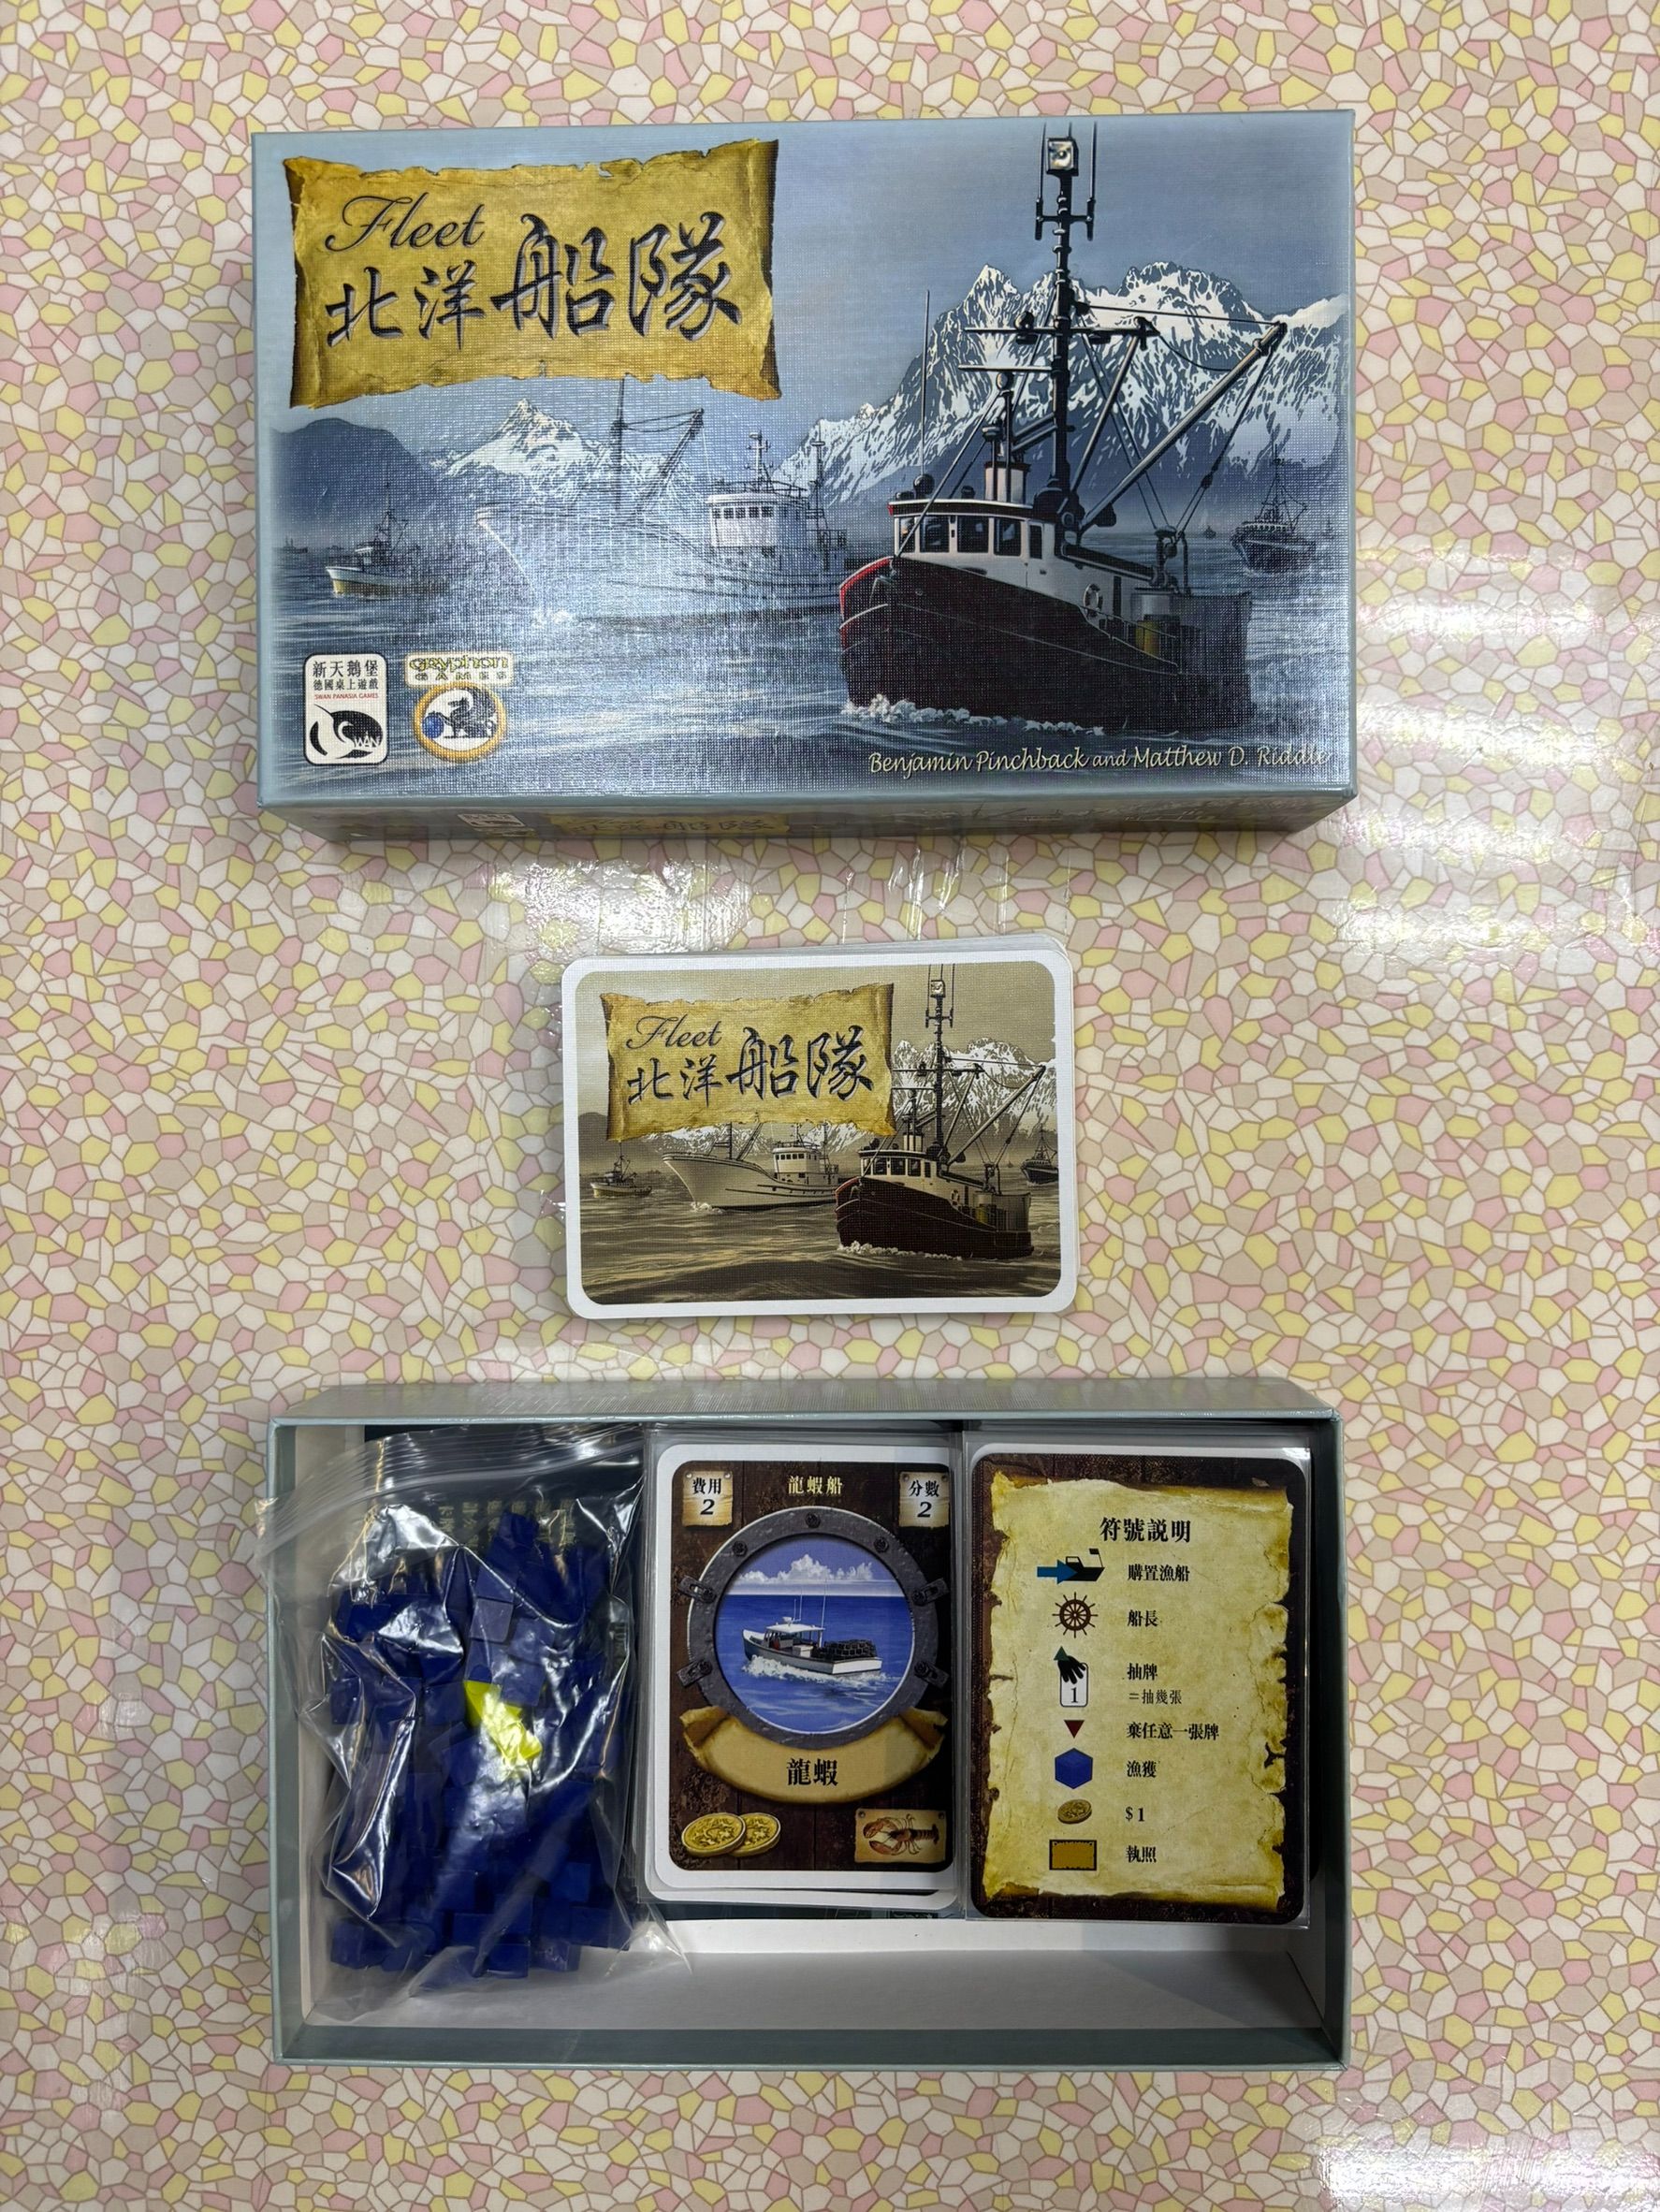 Fleet
北洋船隊
新天鵝堡
德國桌上遊戲
SWAN PANASIA GAMES
SWAN
Gryphon
GAMES
Benjamin Pinchback and Matthew D. Riddle
Fleet
北洋船隊
費用
2
龍蝦船
分數
2
龍蝦
符號説明
購置漁船
船長
抽牌
1
=抽幾張
棄任意一張牌
漁獲
$1
執照